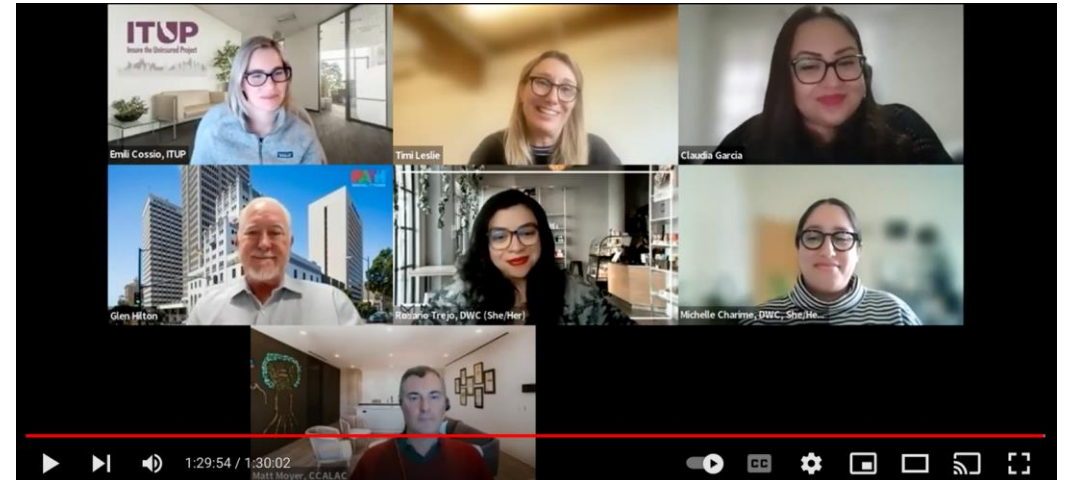 ITUP
Insure the Uninsured Project
Emili Cossio, ITUP
Timi Leslie
Claudia Garcia
PATH
Glen Hilton
Rosario Trejo, DWC (She/Her)
Michelle Charime, DWC, She/He...
Matt Moyer, CCALAC
1:29:54 / 1:30:02
CC